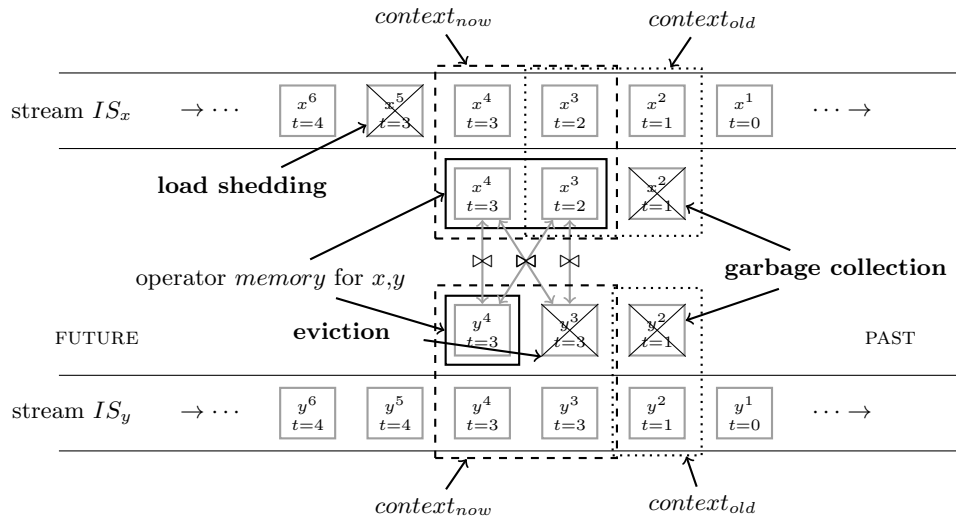 context_now context_old
stream IS_x → ⋯ x^6 x^5 x^4 x^3 x^2 x^1 ⋯ →
t=4 t=3 t=3 t=2 t=1 t=0
load shedding
x^4 x^3 x^2
t=3 t=2 t=1
⋈ ⋈ ⋈
garbage collection
operator memory for x,y
eviction
y^4 y^3 y^2
t=3 t=3 t=1
FUTURE PAST
stream IS_y → ⋯ y^6 y^5 y^4 y^3 y^2 y^1 ⋯ →
t=4 t=4 t=3 t=3 t=1 t=0
context_now context_old